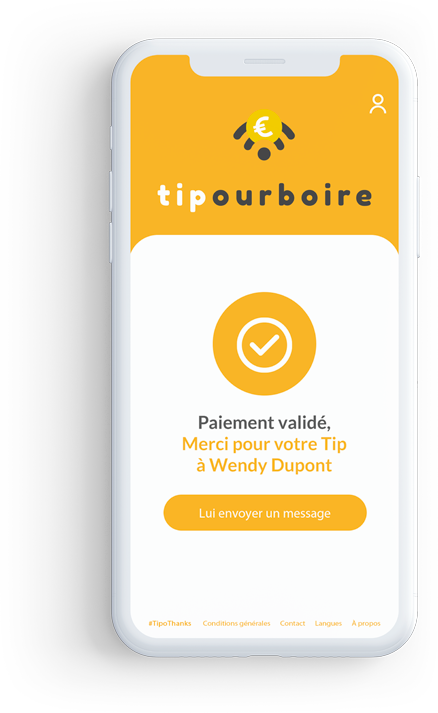 €
tipourboire
Paiement validé,
Merci pour votre Tip
à Wendy Dupont
Lui envoyer un message
#TipoThanks Conditions générales Contact Langues À propos